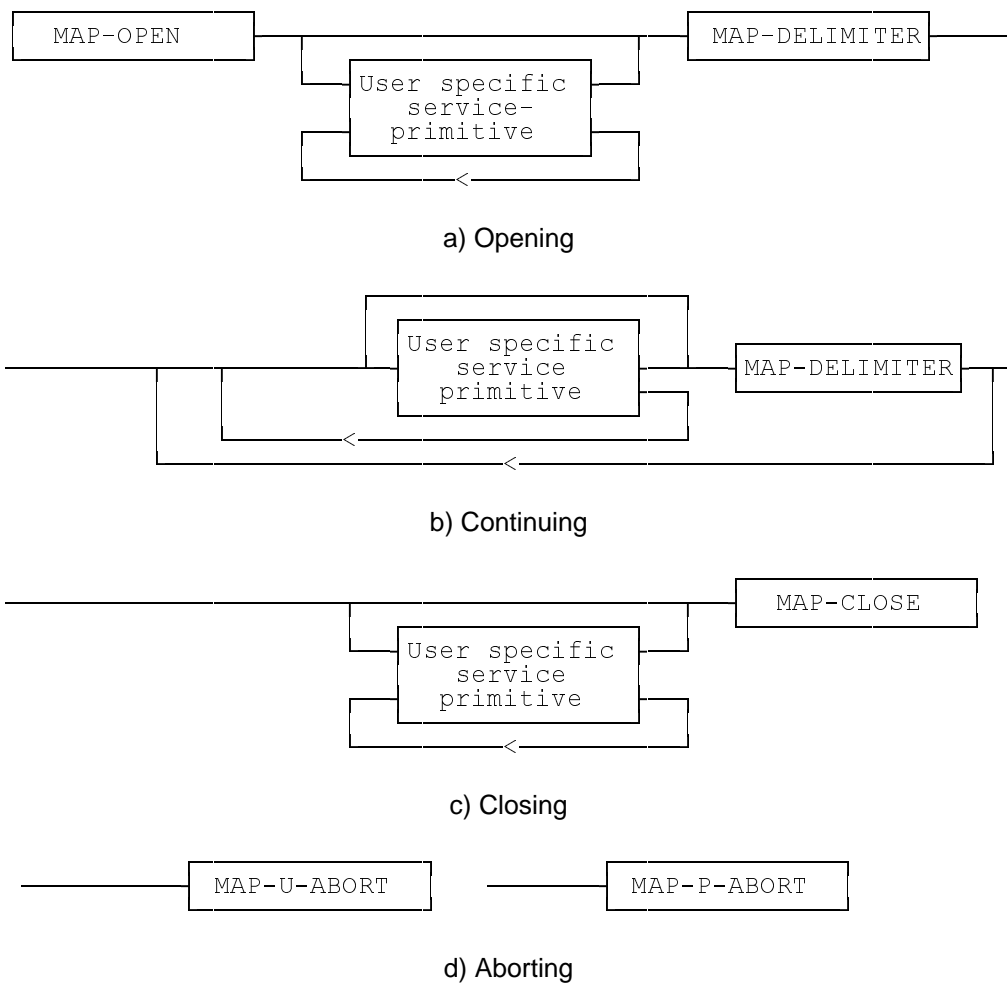 MAP-OPEN
MAP-DELIMITER
User specific
service-
primitive
<
a) Opening
User specific
service
primitive
MAP-DELIMITER
<
<
b) Continuing
MAP-CLOSE
User specific
service
primitive
<
c) Closing
MAP-U-ABORT
MAP-P-ABORT
d) Aborting